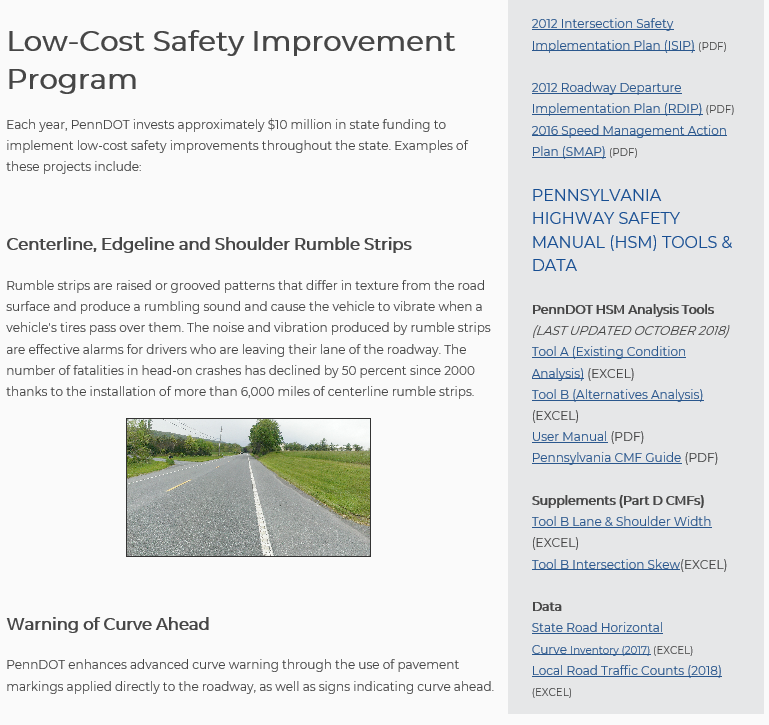 Low-Cost Safety Improvement
Program
Each year, PennDOT invests approximately $10 million in state funding to
implement low-cost safety improvements throughout the state. Examples of
these projects include:
Centerline, Edgeline and Shoulder Rumble Strips
Rumble strips are raised or grooved patterns that differ in texture from the road
surface and produce a rumbling sound and cause the vehicle to vibrate when a
vehicle's tires pass over them. The noise and vibration produced by rumble strips
are effective alarms for drivers who are leaving their lane of the roadway. The
number of fatalities in head-on crashes has declined by 50 percent since 2000
thanks to the installation of more than 6,000 miles of centerline rumble strips.
Warning of Curve Ahead
PennDOT enhances advanced curve warning through the use of pavement
markings applied directly to the roadway, as well as signs indicating curve ahead.
2012 Intersection Safety
Implementation Plan (ISIP) (PDF)
2012 Roadway Departure
Implementation Plan (RDIP) (PDF)
2016 Speed Management Action
Plan (SMAP) (PDF)
PENNSYLVANIA
HIGHWAY SAFETY
MANUAL (HSM) TOOLS &
DATA
PennDOT HSM Analysis Tools
(LAST UPDATED OCTOBER 2018)
Tool A (Existing Condition
Analysis) (EXCEL)
Tool B (Alternatives Analysis)
(EXCEL)
User Manual (PDF)
Pennsylvania CMF Guide (PDF)
Supplements (Part D CMFs)
Tool B Lane & Shoulder Width
(EXCEL)
Tool B Intersection Skew(EXCEL)
Data
State Road Horizontal
Curve Inventory (2017) (EXCEL)
Local Road Traffic Counts (2018)
(EXCEL)